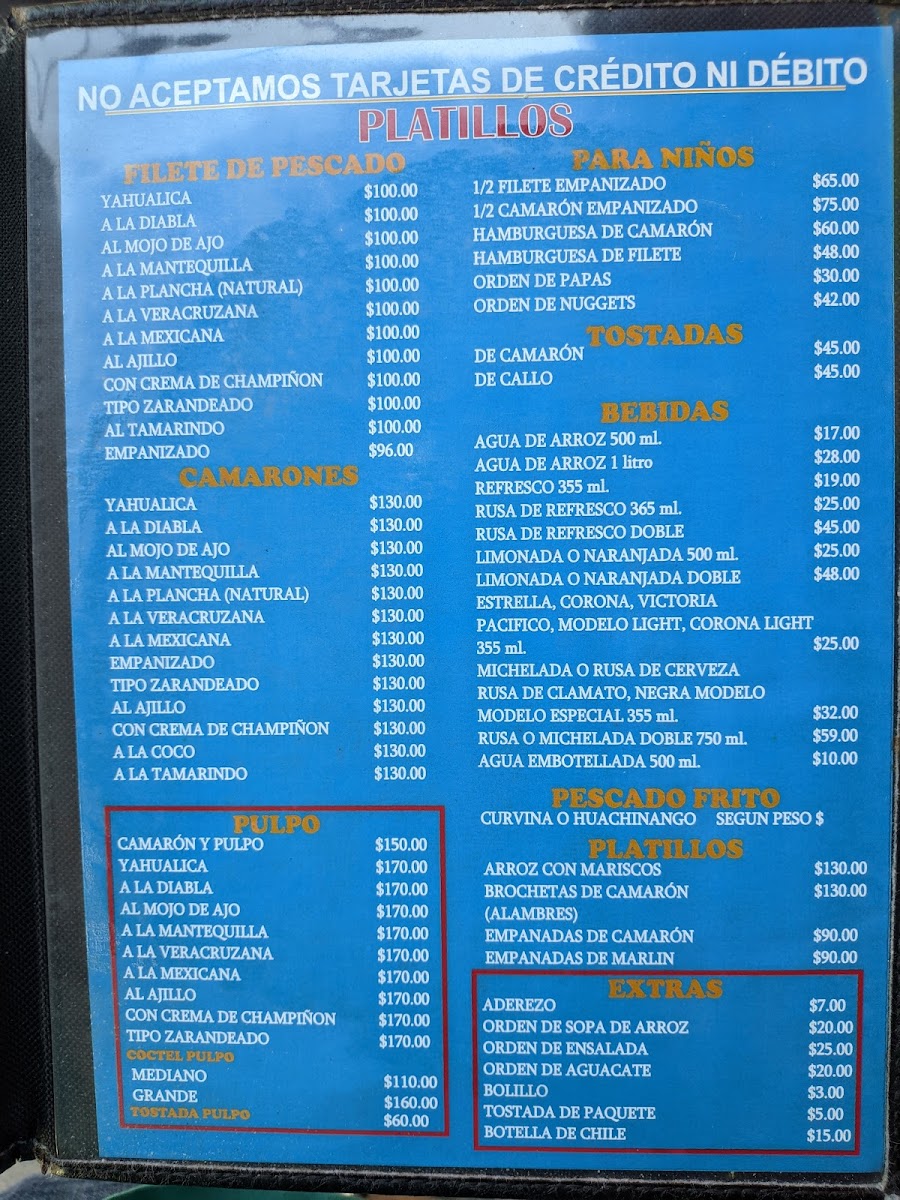 NO ACEPTAMOS TARJETAS DE CRÉDITO NI DÉBITO
PLATILLOS
FILETE DE PESCADO
YAHUALICA $100.00
A LA DIABLA $100.00
AL MOJO DE AJO $100.00
A LA MANTEQUILLA $100.00
A LA PLANCHA (NATURAL) $100.00
A LA VERACRUZANA $100.00
A LA MEXICANA $100.00
AL AJILLO $100.00
CON CREMA DE CHAMPIÑON $100.00
TIPO ZARANDEADO $100.00
AL TAMARINDO $100.00
EMPANIZADO $96.00
CAMARONES
YAHUALICA $130.00
A LA DIABLA $130.00
AL MOJO DE AJO $130.00
A LA MANTEQUILLA $130.00
A LA PLANCHA (NATURAL) $130.00
A LA VERACRUZANA $130.00
A LA MEXICANA $130.00
EMPANIZADO $130.00
TIPO ZARANDEADO $130.00
AL AJILLO $130.00
CON CREMA DE CHAMPIÑON $130.00
A LA COCO $130.00
A LA TAMARINDO $130.00
PULPO
CAMARÓN Y PULPO $150.00
YAHUALICA $170.00
A LA DIABLA $170.00
AL MOJO DE AJO $170.00
A LA MANTEQUILLA $170.00
A LA VERACRUZANA $170.00
A LA MEXICANA $170.00
AL AJILLO $170.00
CON CREMA DE CHAMPIÑON $170.00
TIPO ZARANDEADO $170.00
COCTEL PULPO
MEDIANO $110.00
GRANDE $160.00
TOSTADA PULPO $60.00
PARA NIÑOS
1/2 FILETE EMPANIZADO $65.00
1/2 CAMARÓN EMPANIZADO $75.00
HAMBURGUESA DE CAMARÓN $60.00
HAMBURGUESA DE FILETE $48.00
ORDEN DE PAPAS $30.00
ORDEN DE NUGGETS $42.00
TOSTADAS
DE CAMARÓN $45.00
DE CALLO $45.00
BEBIDAS
AGUA DE ARROZ 500 ml. $17.00
AGUA DE ARROZ 1 litro $28.00
REFRESCO 355 ml. $19.00
RUSA DE REFRESCO 365 ml. $25.00
RUSA DE REFRESCO DOBLE $45.00
LIMONADA O NARANJADA 500 ml. $25.00
LIMONADA O NARANJADA DOBLE $48.00
ESTRELLA, CORONA, VICTORIA
PACIFICO, MODELO LIGHT, CORONA LIGHT
355 ml. $25.00
MICHELADA O RUSA DE CERVEZA
RUSA DE CLAMATO, NEGRA MODELO
MODELO ESPECIAL 355 ml. $32.00
RUSA O MICHELADA DOBLE 750 ml. $59.00
AGUA EMBOTELLADA 500 ml. $10.00
PESCADO FRITO
CURVINA O HUACHINANGO SEGUN PESO $
PLATILLOS
ARROZ CON MARISCOS $130.00
BROCHETAS DE CAMARÓN $130.00
(ALAMBRES)
EMPANADAS DE CAMARÓN $90.00
EMPANADAS DE MARLIN $90.00
EXTRAS
ADEREZO $7.00
ORDEN DE SOPA DE ARROZ $20.00
ORDEN DE ENSALADA $25.00
ORDEN DE AGUACATE $20.00
BOLILLO $3.00
TOSTADA DE PAQUETE $5.00
BOTELLA DE CHILE $15.00